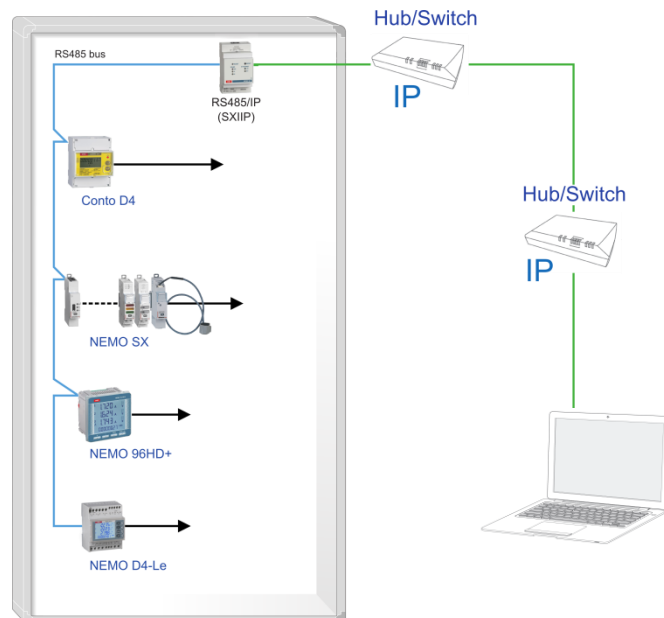 Hub/Switch
IP
RS485 bus
RS485/IP
(SXIIP)
Conto D4
Hub/Switch
IP
NEMO SX
NEMO 96HD+
NEMO D4-Le